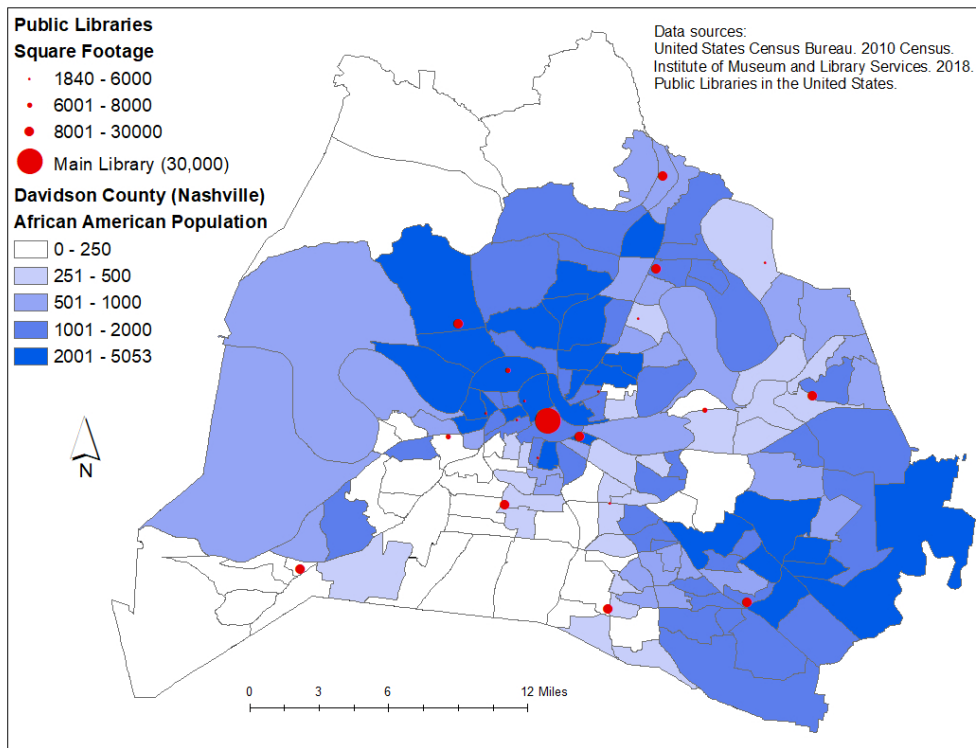 Public Libraries
Square Footage
1840 - 6000
6001 - 8000
8001 - 30000
Main Library (30,000)
Davidson County (Nashville)
African American Population
0 - 250
251 - 500
501 - 1000
1001 - 2000
2001 - 5053
Data sources:
United States Census Bureau. 2010 Census.
Institute of Museum and Library Services. 2018.
Public Libraries in the United States.
N
0 3 6 12 Miles